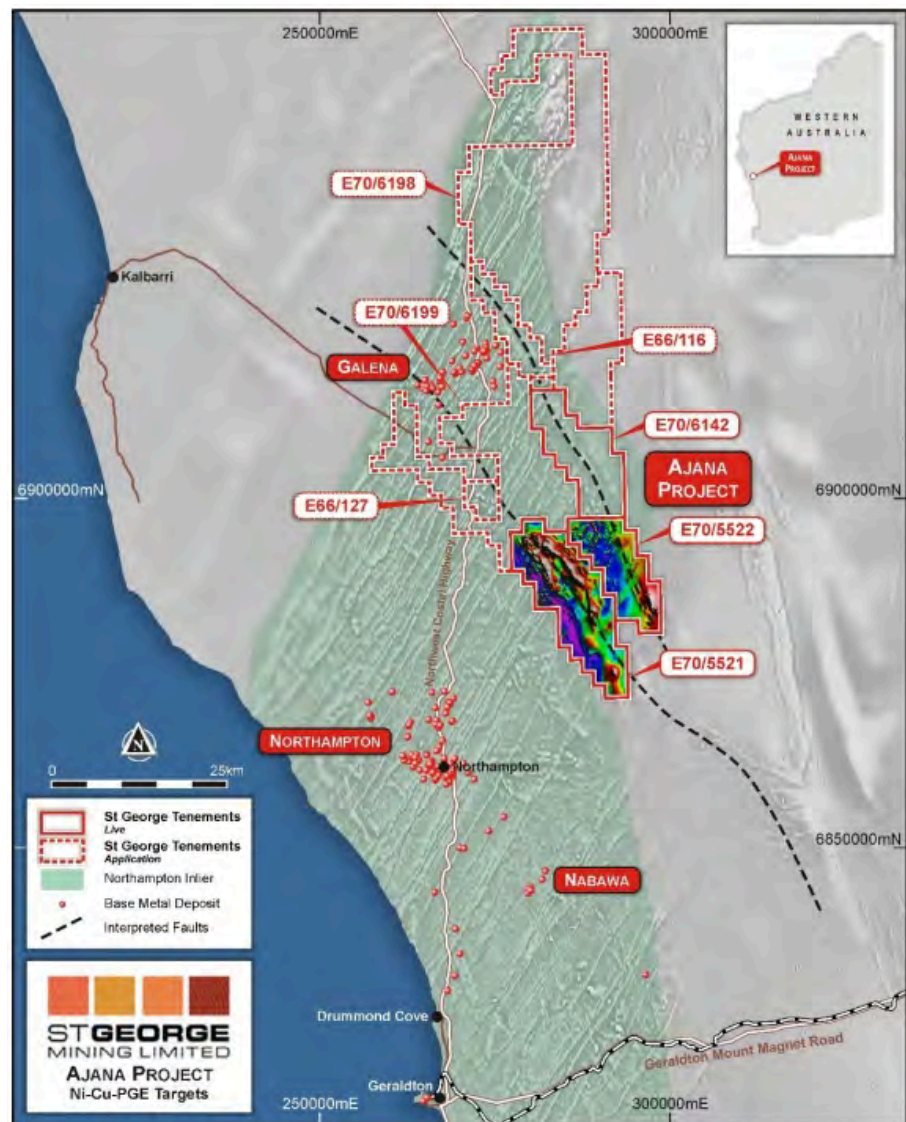 250000mE
300000mE
WESTERN
AUSTRALIA
AJANA
PROJECT
E70/6198
Kalbarri
E70/6199
E66/116
GALENA
E70/6142
AJANA
PROJECT
6900000mN
6900000mN
E66/127
E70/5522
Northwest Costal Highway
E70/5521
NORTHAMPTON
N
Northampton
0 25km
6850000mN
St George Tenements
Live
St George Tenements
Application
Northampton Inlier
Base Metal Deposit
Interpreted Faults
NABAWA
STGEORGE
MINING LIMITED
AJANA PROJECT
Ni-Cu-PGE Targets
Drummond Cove
Geraldton Mount Magnet Road
Geraldton
250000mE
300000mE